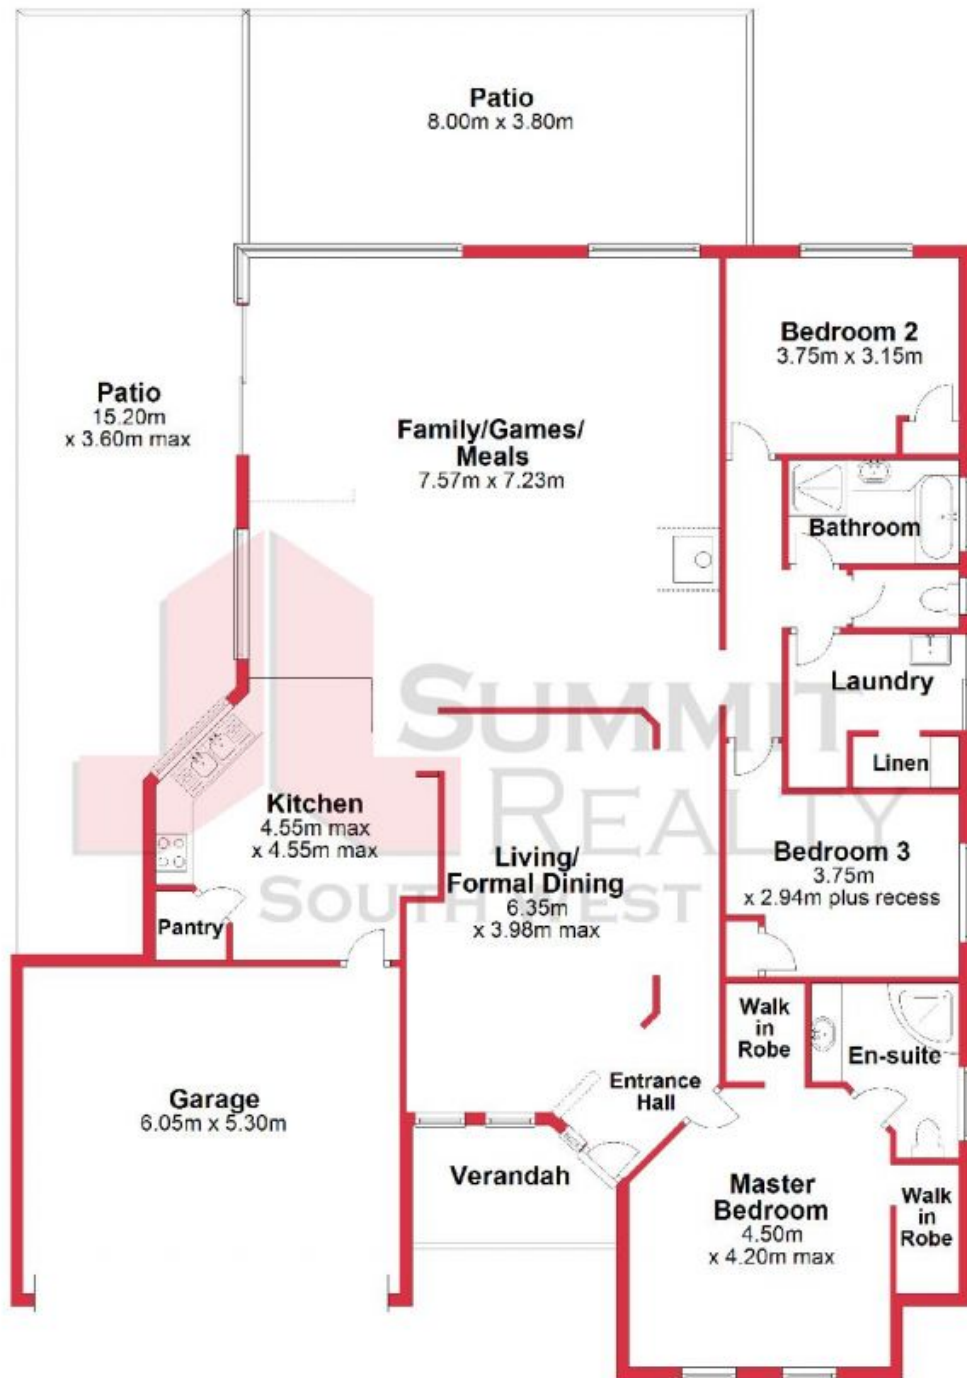 Patio
8.00m x 3.80m
Bedroom 2
3.75m x 3.15m
Patio
15.20m
x 3.60m max
Family/Games/
Meals
7.57m x 7.23m
Bathroom
Laundry
Linen
SUMMIT
REALTY
SOUTH WEST
Kitchen
4.55m max
x 4.55m max
Pantry
Living/
Formal Dining
6.35m
x 3.98m max
Bedroom 3
3.75m
x 2.94m plus recess
Walk
in
Robe
En-suite
Entrance
Hall
Garage
6.05m x 5.30m
Verandah
Master
Bedroom
4.50m
x 4.20m max
Walk
in
Robe